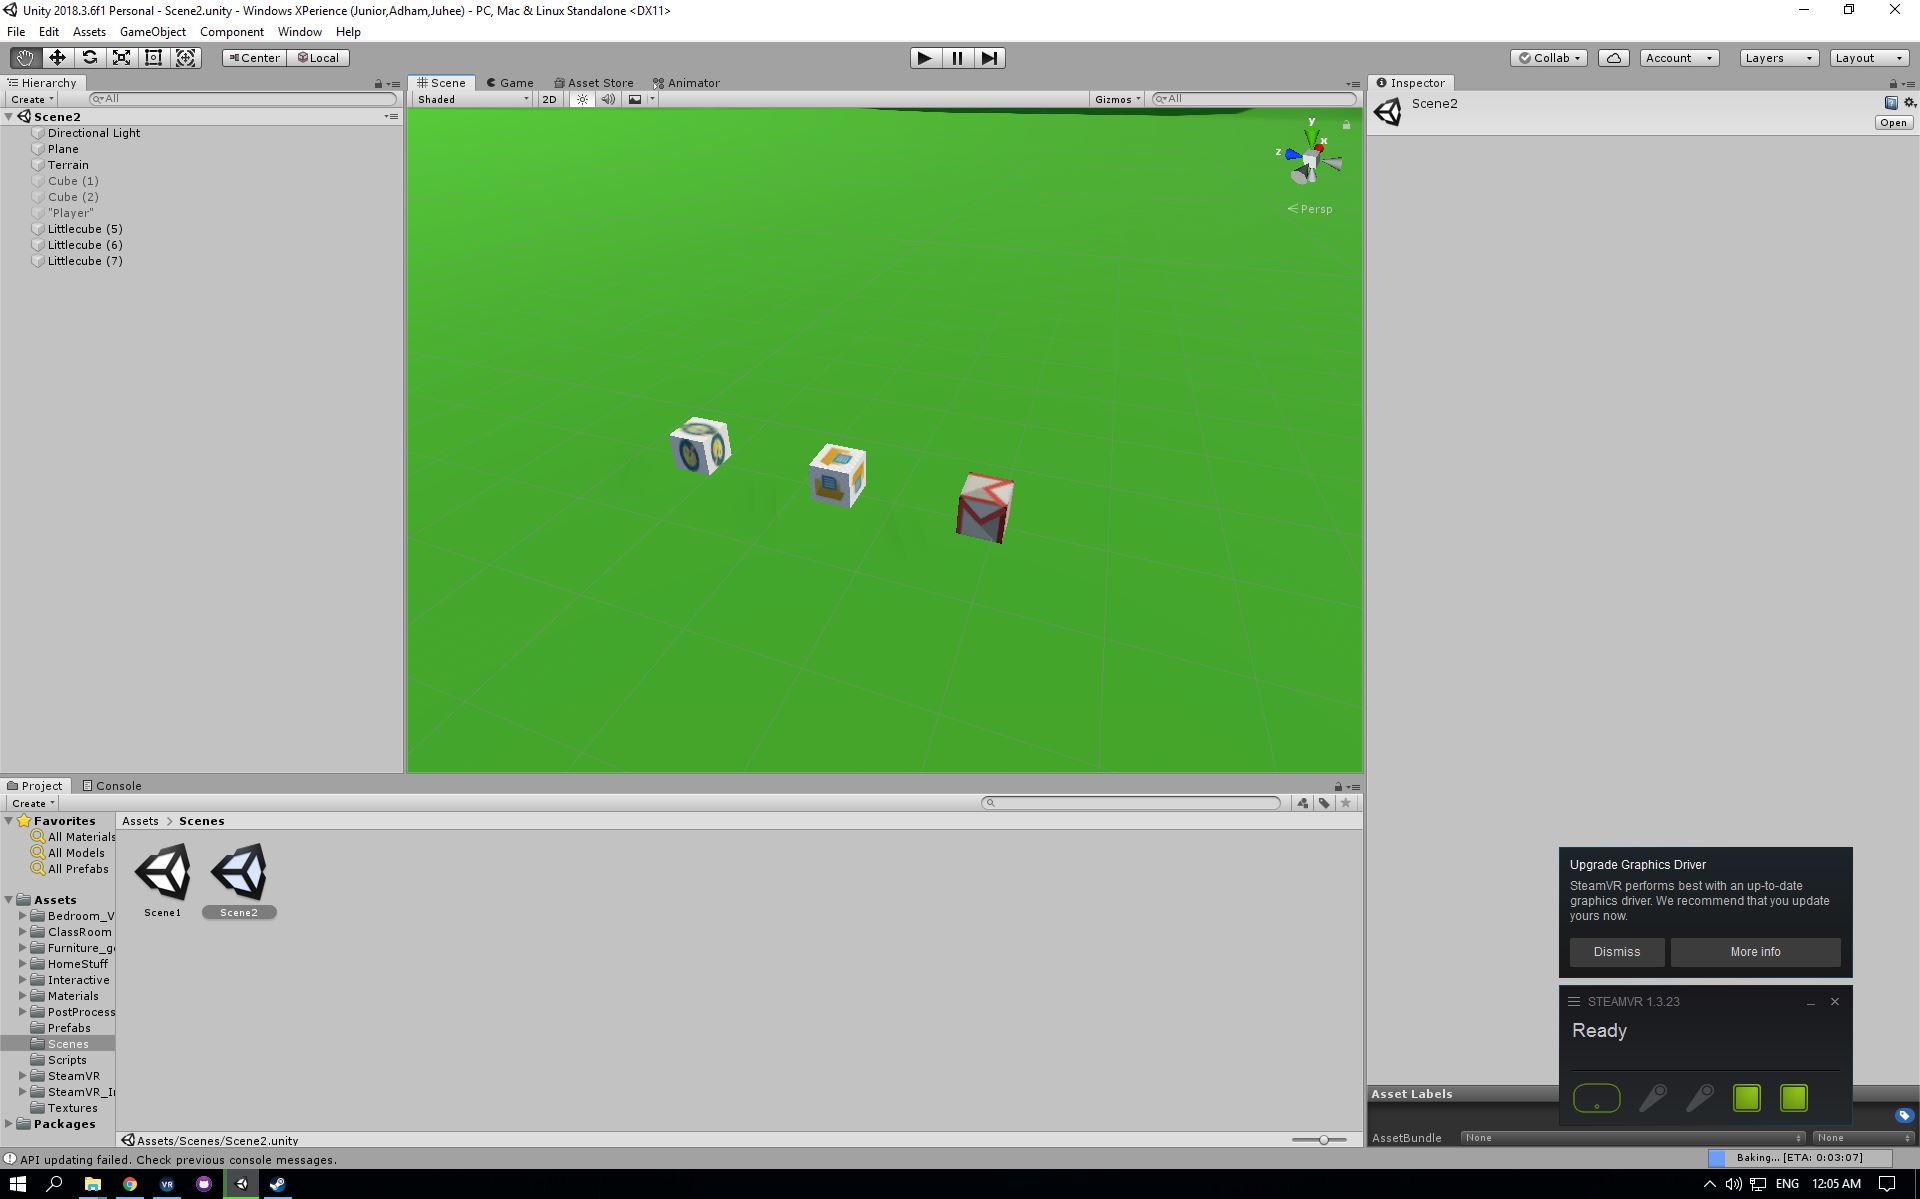 Unity 2018.3.6f1 Personal - Scene2.unity - Windows XPerience (Junior,Adham,Juhee) - PC, Mac & Linux Standalone <DX11>
File Edit Assets GameObject Component Window Help
Center Local
Collab Account Layers Layout
Hierarchy
Create All
Scene2
Directional Light
Plane
Terrain
Cube (1)
Cube (2)
"Player"
Littlecube (5)
Littlecube (6)
Littlecube (7)
Scene Game Asset Store Animator
Shaded 2D Gizmos All
y
x
z
Persp
Inspector
Scene2
Open
Project Console
Create
Favorites
All Materials
All Models
All Prefabs
Assets
Bedroom_V
ClassRoom
Furniture_g
HomeStuff
Interactive
Materials
PostProcess
Prefabs
Scenes
Scripts
SteamVR
SteamVR_I
Textures
Packages
Assets > Scenes
Scene1 Scene2
Assets/Scenes/Scene2.unity
Upgrade Graphics Driver
SteamVR performs best with an up-to-date
graphics driver. We recommend that you update
yours now.
Dismiss More info
STEAMVR 1.3.23
Ready
Asset Labels
AssetBundle None None
API updating failed. Check previous console messages.
Baking... [ETA: 0:03:07]
VR
ENG 12:05 AM